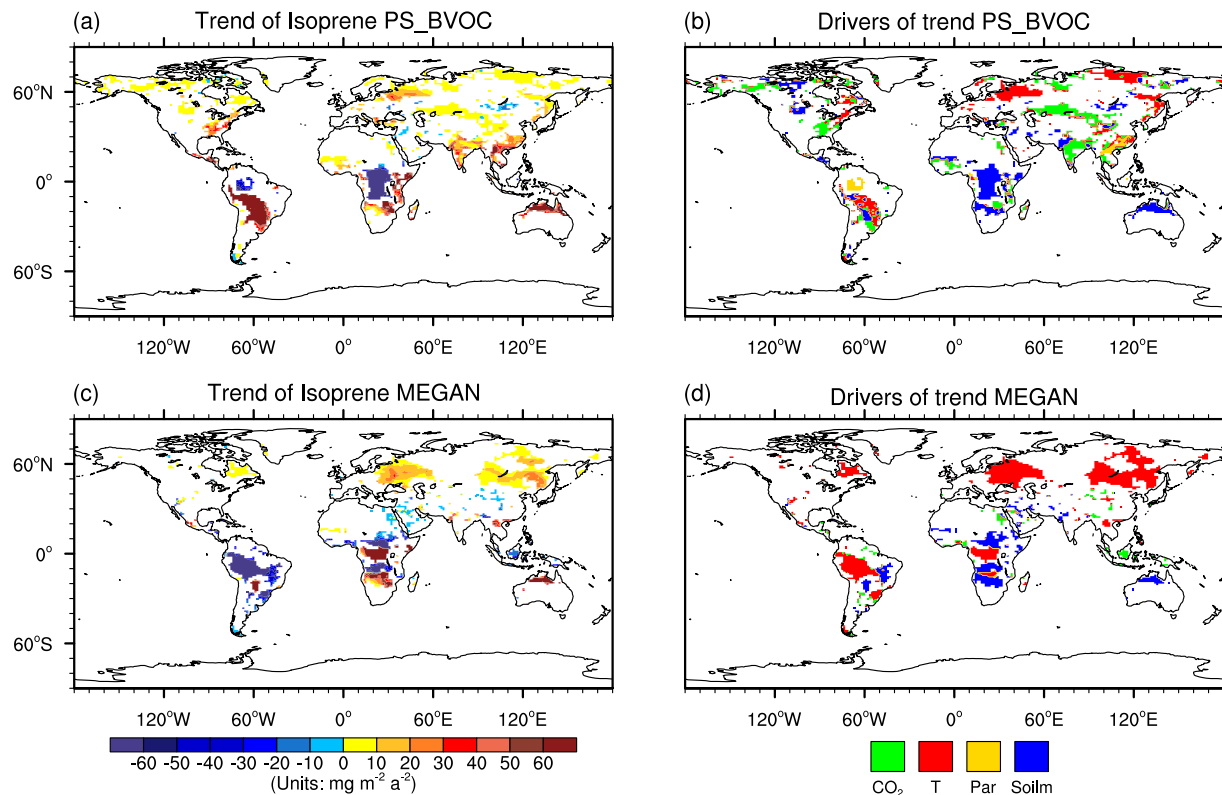 (a) Trend of Isoprene PS_BVOC
60°N
0°
60°S
120°W 60°W 0° 60°E 120°E
(b) Drivers of trend PS_BVOC
120°W 60°W 0° 60°E 120°E
(c) Trend of Isoprene MEGAN
60°N
0°
60°S
120°W 60°W 0° 60°E 120°E
(d) Drivers of trend MEGAN
120°W 60°W 0° 60°E 120°E
-60 -50 -40 -30 -20 -10 0 10 20 30 40 50 60
(Units: mg m⁻² a⁻²)
CO₂ T Par Soilm